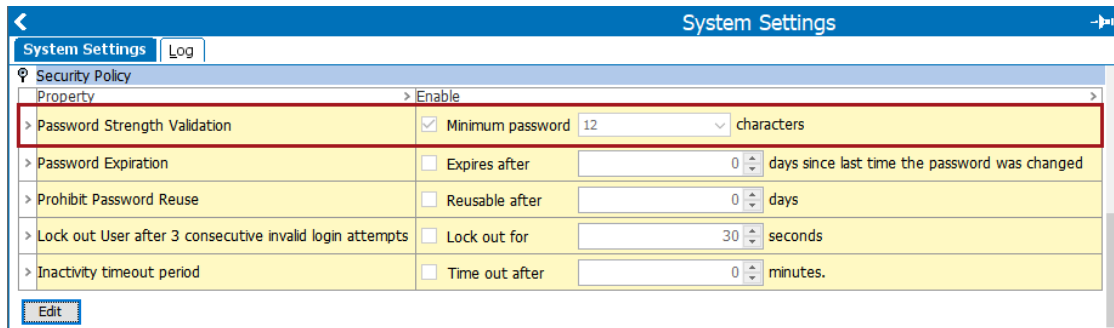 System Settings
System Settings Log
Security Policy
Property > Enable >
> Password Strength Validation Minimum password 12 characters
> Password Expiration Expires after 0 days since last time the password was changed
> Prohibit Password Reuse Reusable after 0 days
> Lock out User after 3 consecutive invalid login attempts Lock out for 30 seconds
> Inactivity timeout period Time out after 0 minutes.
Edit